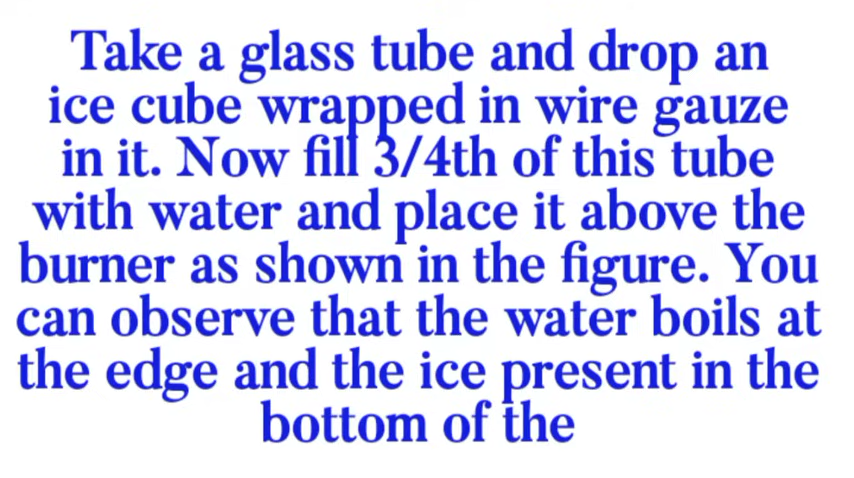 Take a glass tube and drop an
ice cube wrapped in wire gauze
in it. Now fill 3/4th of this tube
with water and place it above the
burner as shown in the figure. You
can observe that the water boils at
the edge and the ice present in the
bottom of the